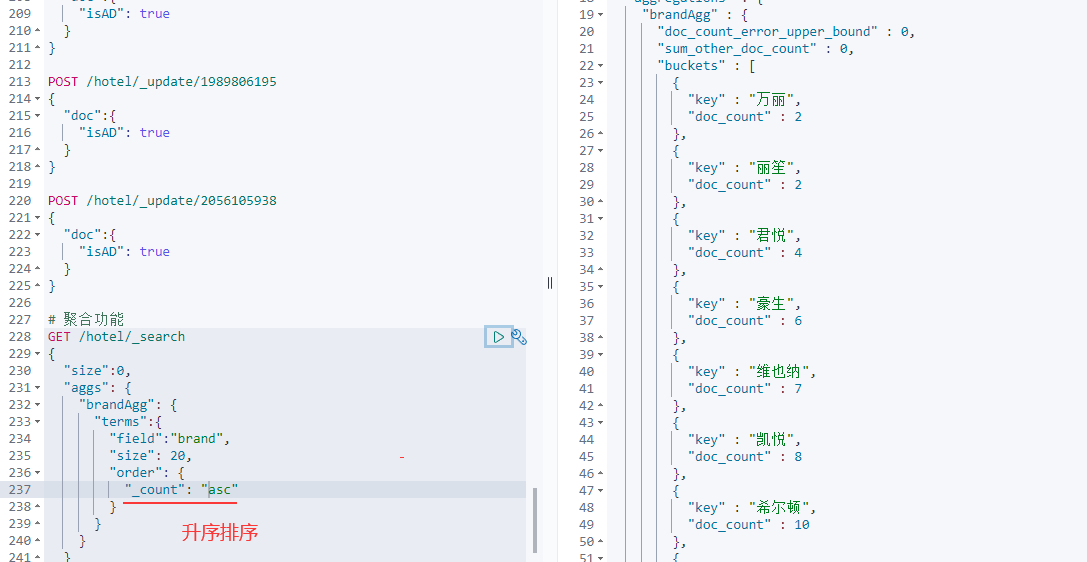 209 "isAD": true
210 }
211 }
212
213 POST /hotel/_update/1989806195
214 {
215 "doc":{
216 "isAD": true
217 }
218 }
219
220 POST /hotel/_update/2056105938
221 {
222 "doc":{
223 "isAD": true
224 }
225 }
226
227 # 聚合功能
228 GET /hotel/_search
229 {
230 "size":0,
231 "aggs": {
232 "brandAgg": {
233 "terms":{
234 "field":"brand",
235 "size": 20,
236 "order": {
237 "_count": "asc"
238 }
239 }
240 }
241 }
升序排序
19 "brandAgg" : {
20 "doc_count_error_upper_bound" : 0,
21 "sum_other_doc_count" : 0,
22 "buckets" : [
23 {
24 "key" : "万丽",
25 "doc_count" : 2
26 },
27 {
28 "key" : "丽笙",
29 "doc_count" : 2
30 },
31 {
32 "key" : "君悦",
33 "doc_count" : 4
34 },
35 {
36 "key" : "豪生",
37 "doc_count" : 6
38 },
39 {
40 "key" : "维也纳",
41 "doc_count" : 7
42 },
43 {
44 "key" : "凯悦",
45 "doc_count" : 8
46 },
47 {
48 "key" : "希尔顿",
49 "doc_count" : 10
50 },
51 {